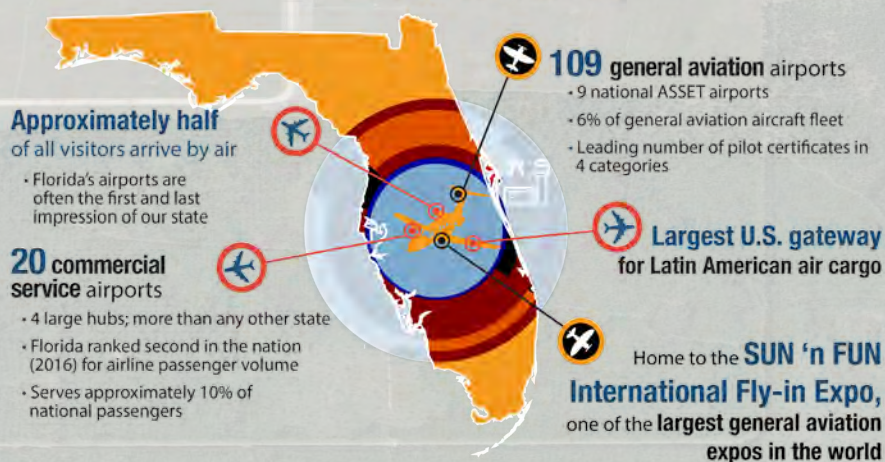 Approximately half
of all visitors arrive by air
• Florida's airports are
often the first and last
impression of our state
20 commercial
service airports
• 4 large hubs; more than any other state
• Florida ranked second in the nation
(2016) for airline passenger volume
• Serves approximately 10% of
national passengers
109 general aviation airports
• 9 national ASSET airports
• 6% of general aviation aircraft fleet
• Leading number of pilot certificates in
4 categories
Largest U.S. gateway
for Latin American air cargo
Home to the SUN 'n FUN
International Fly-in Expo,
one of the largest general aviation
expos in the world